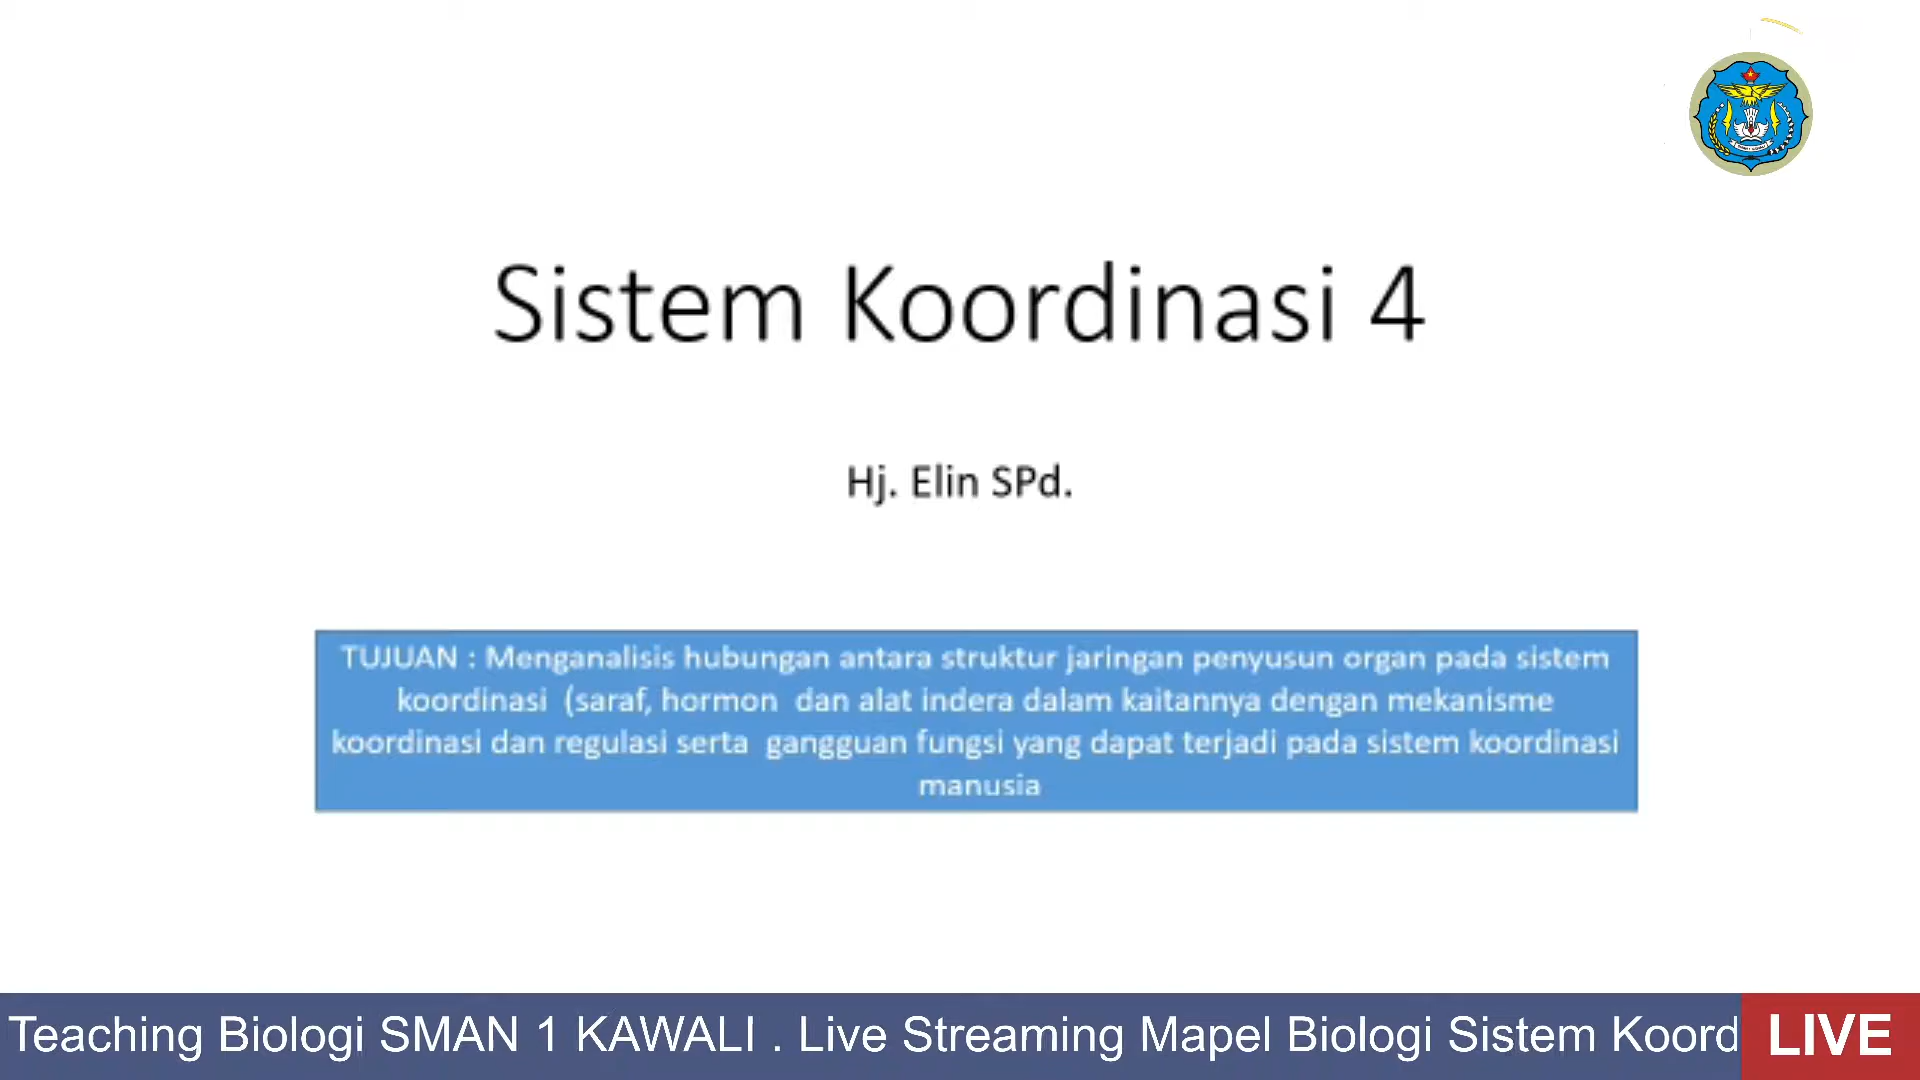 Sistem Koordinasi 4
Hj. Elin SPd.
TUJUAN : Menganalisis hubungan antara struktur jaringan penyusun organ pada sistem
koordinasi (saraf, hormon dan alat indera dalam kaitannya dengan mekanisme
koordinasi dan regulasi serta gangguan fungsi yang dapat terjadi pada sistem koordinasi
manusia
Teaching Biologi SMAN 1 KAWALI . Live Streaming Mapel Biologi Sistem Koord
LIVE